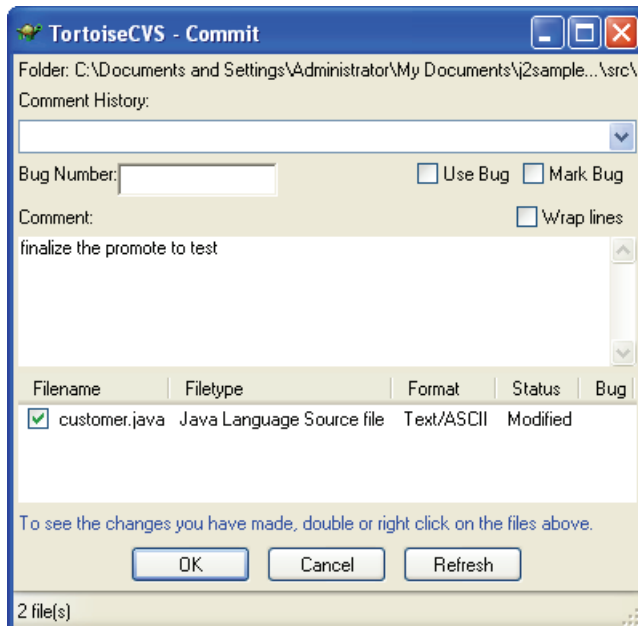 TortoiseCVS - Commit
Folder: C:\Documents and Settings\Administrator\My Documents\j2sample...\src\
Comment History:
Bug Number: Use Bug Mark Bug
Comment: Wrap lines
finalize the promote to test
Filename Filetype Format Status Bug
customer.java Java Language Source file Text/ASCII Modified
To see the changes you have made, double or right click on the files above.
OK Cancel Refresh
2 file(s)